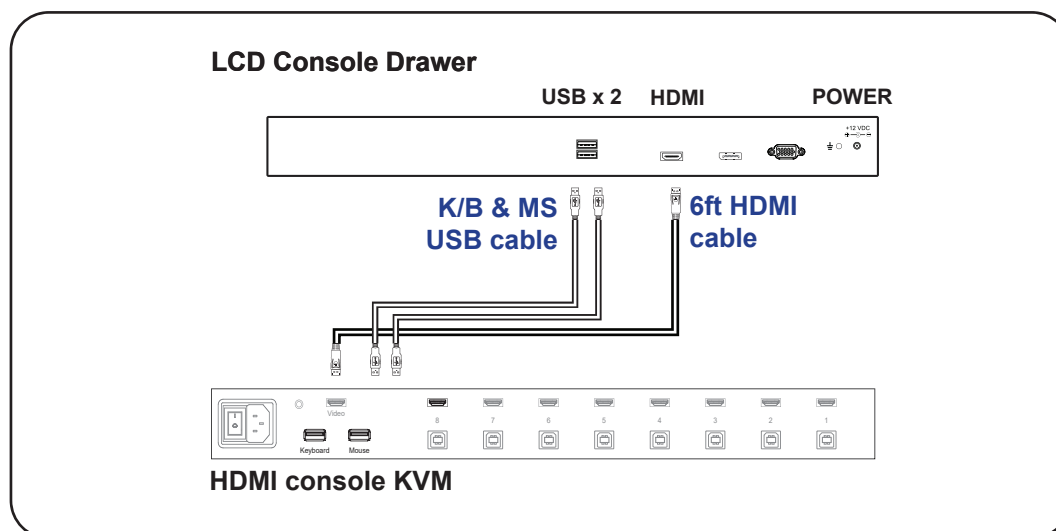 LCD Console Drawer
USB x 2 HDMI POWER
+12 VDC
K/B & MS
USB cable
6ft HDMI
cable
Video
8 7 6 5 4 3 2 1
Keyboard Mouse
HDMI console KVM